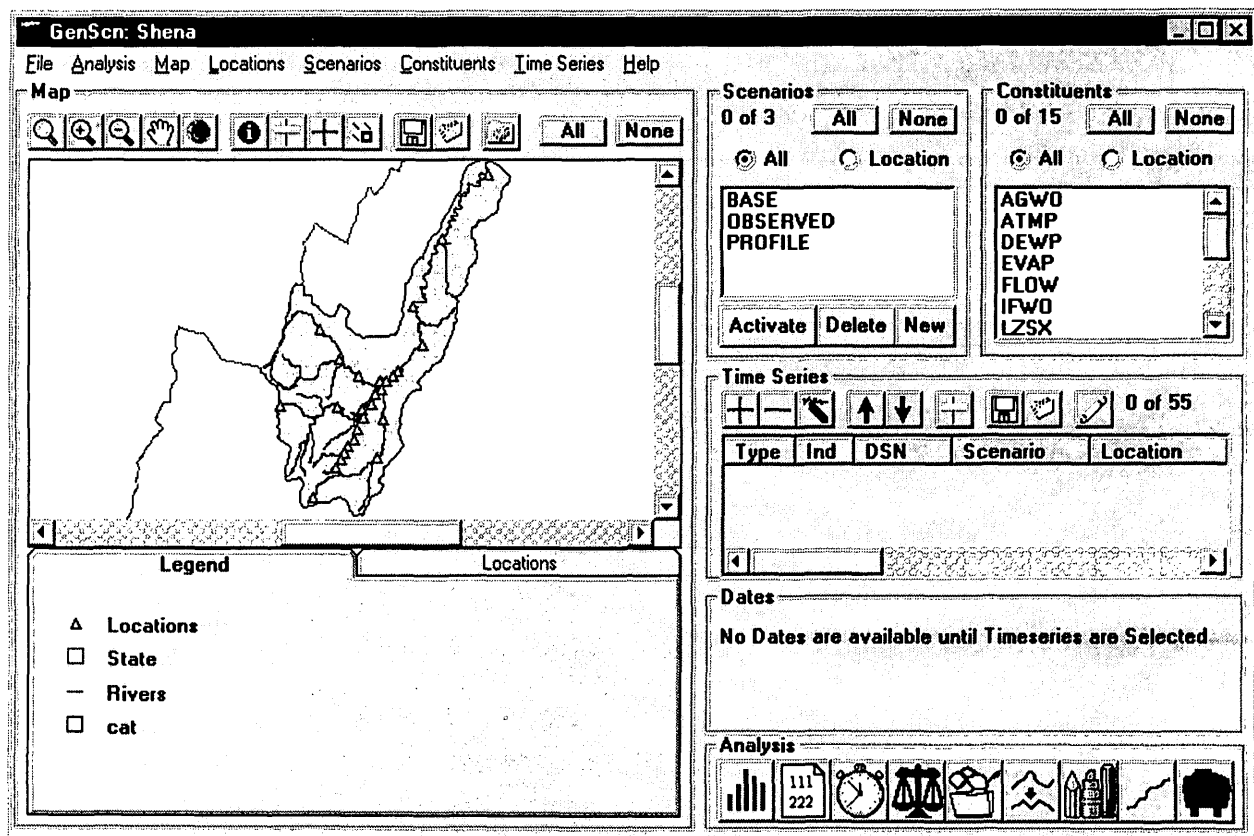 GenScn: Shena
File Analysis Map Locations Scenarios Constituents Time Series Help
Map
All None
Legend
Locations
Locations
State
Rivers
cat
Scenarios
0 of 3 All None
All Location
BASE
OBSERVED
PROFILE
Activate Delete New
Constituents
0 of 15 All None
All Location
AGWO
ATMP
DEWP
EVAP
FLOW
IFWO
LZSX
Time Series
0 of 55
Type Ind DSN Scenario Location
Dates
No Dates are available until Timeseries are Selected
Analysis
111
222